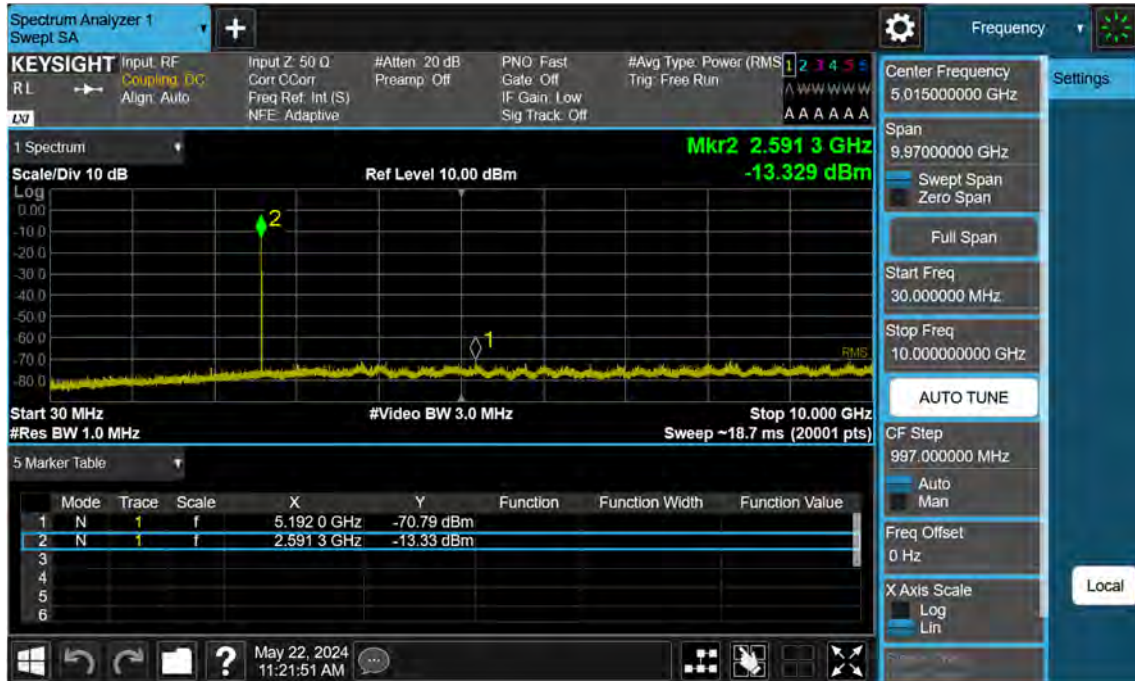 Spectrum Analyzer 1
Swept SA
+
Frequency
KEYSIGHT
RL
LXI
Input: RF
Coupling: DC
Align: Auto
Input Z: 50 Ω
Corr CCorr
Freq Ref: Int (S)
NFE: Adaptive
#Atten: 20 dB
Preamp: Off
PNO: Fast
Gate: Off
IF Gain: Low
Sig Track: Off
#Avg Type: Power (RMS
Trig: Free Run
1 2 3 4 5 6
A W W W W W
A A A A A A
1 Spectrum
Mkr2 2.591 3 GHz
Scale/Div 10 dB
Ref Level 10.00 dBm
-13.329 dBm
Log
0.00
-10.0
-20.0
-30.0
-40.0
-50.0
-60.0
-70.0
-80.0
2
1
RMS
Start 30 MHz
#Video BW 3.0 MHz
Stop 10.000 GHz
#Res BW 1.0 MHz
Sweep ~18.7 ms (20001 pts)
5 Marker Table
Mode Trace Scale X Y Function Function Width Function Value
1 N 1 f 5.192 0 GHz -70.79 dBm
2 N 1 f 2.591 3 GHz -13.33 dBm
3
4
5
6
?
May 22, 2024
11:21:51 AM
Center Frequency
5.015000000 GHz
Settings
Span
9.97000000 GHz
Swept Span
Zero Span
Full Span
Start Freq
30.000000 MHz
Stop Freq
10.000000000 GHz
AUTO TUNE
CF Step
997.000000 MHz
Auto
Man
Freq Offset
0 Hz
X Axis Scale
Log
Lin
Local